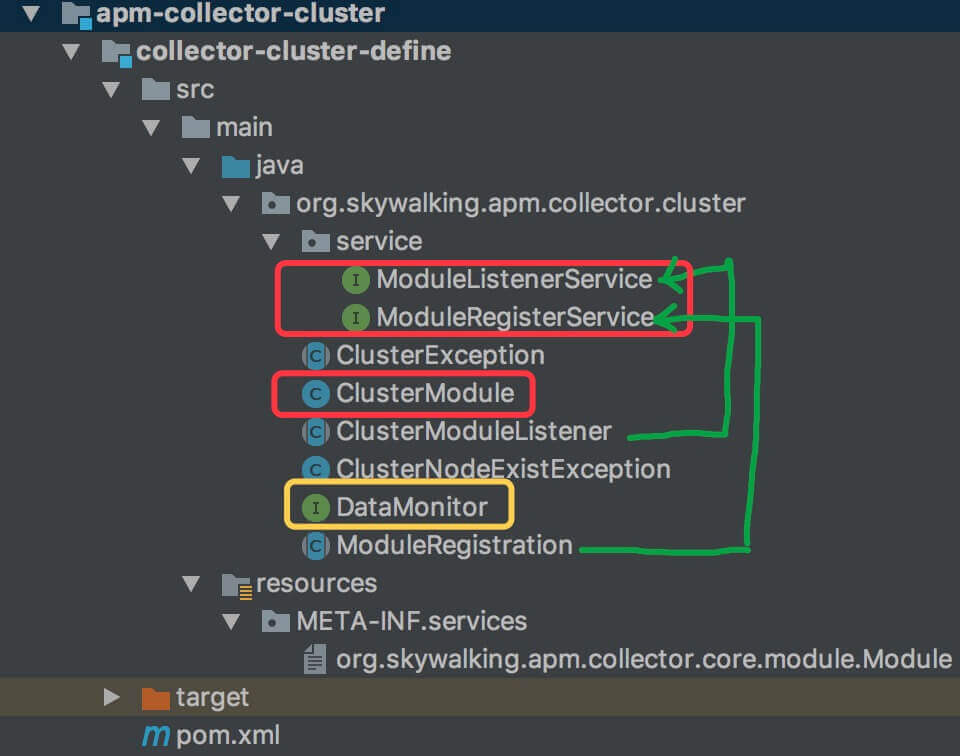 apm-collector-cluster
collector-cluster-define
src
main
java
org.skywalking.apm.collector.cluster
service
I ModuleListenerService
I ModuleRegisterService
C ClusterException
C ClusterModule
C ClusterModuleListener
C ClusterNodeExistException
I DataMonitor
C ModuleRegistration
resources
META-INF.services
org.skywalking.apm.collector.core.module.Module
target
m pom.xml